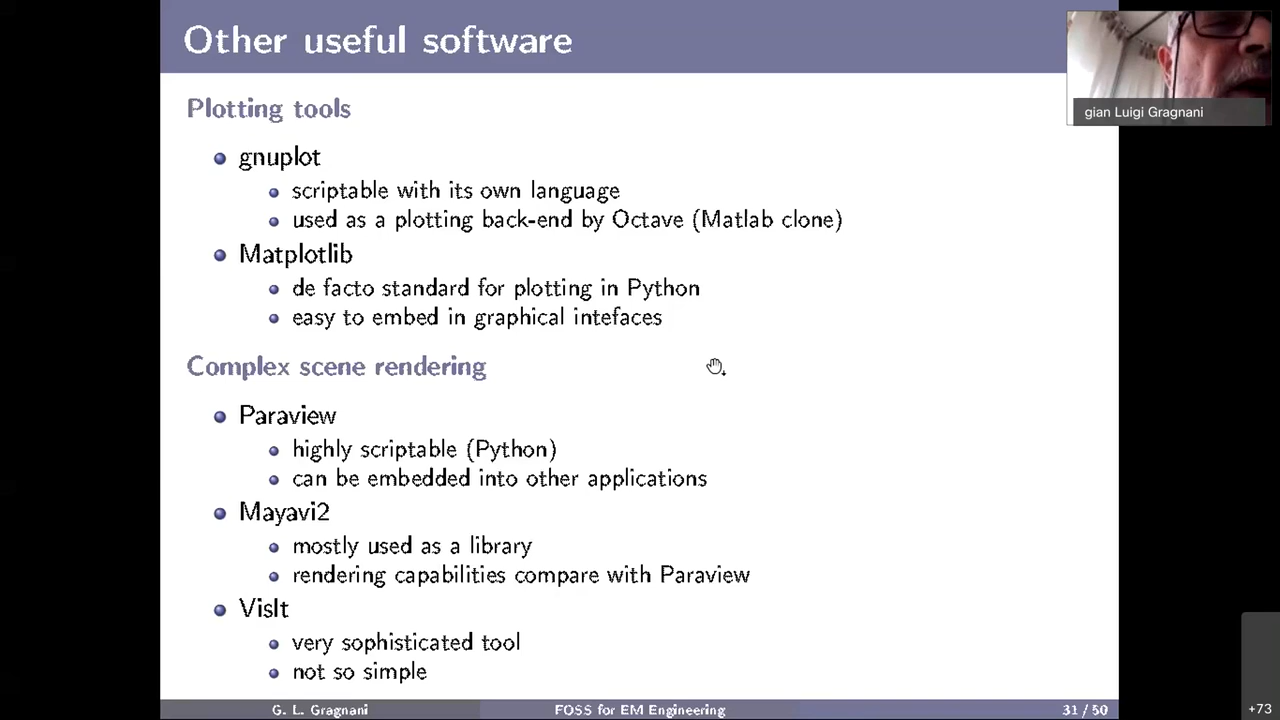 Other useful software
gian Luigi Gragnani
Plotting tools
gnuplot
scriptable with its own language
used as a plotting back-end by Octave (Matlab clone)
Matplotlib
de facto standard for plotting in Python
easy to embed in graphical intefaces
Complex scene rendering
Paraview
highly scriptable (Python)
can be embedded into other applications
Mayavi2
mostly used as a library
rendering capabilities compare with Paraview
VisIt
very sophisticated tool
not so simple
G. L. Gragnani FOSS for EM Engineering 31 / 50
+73